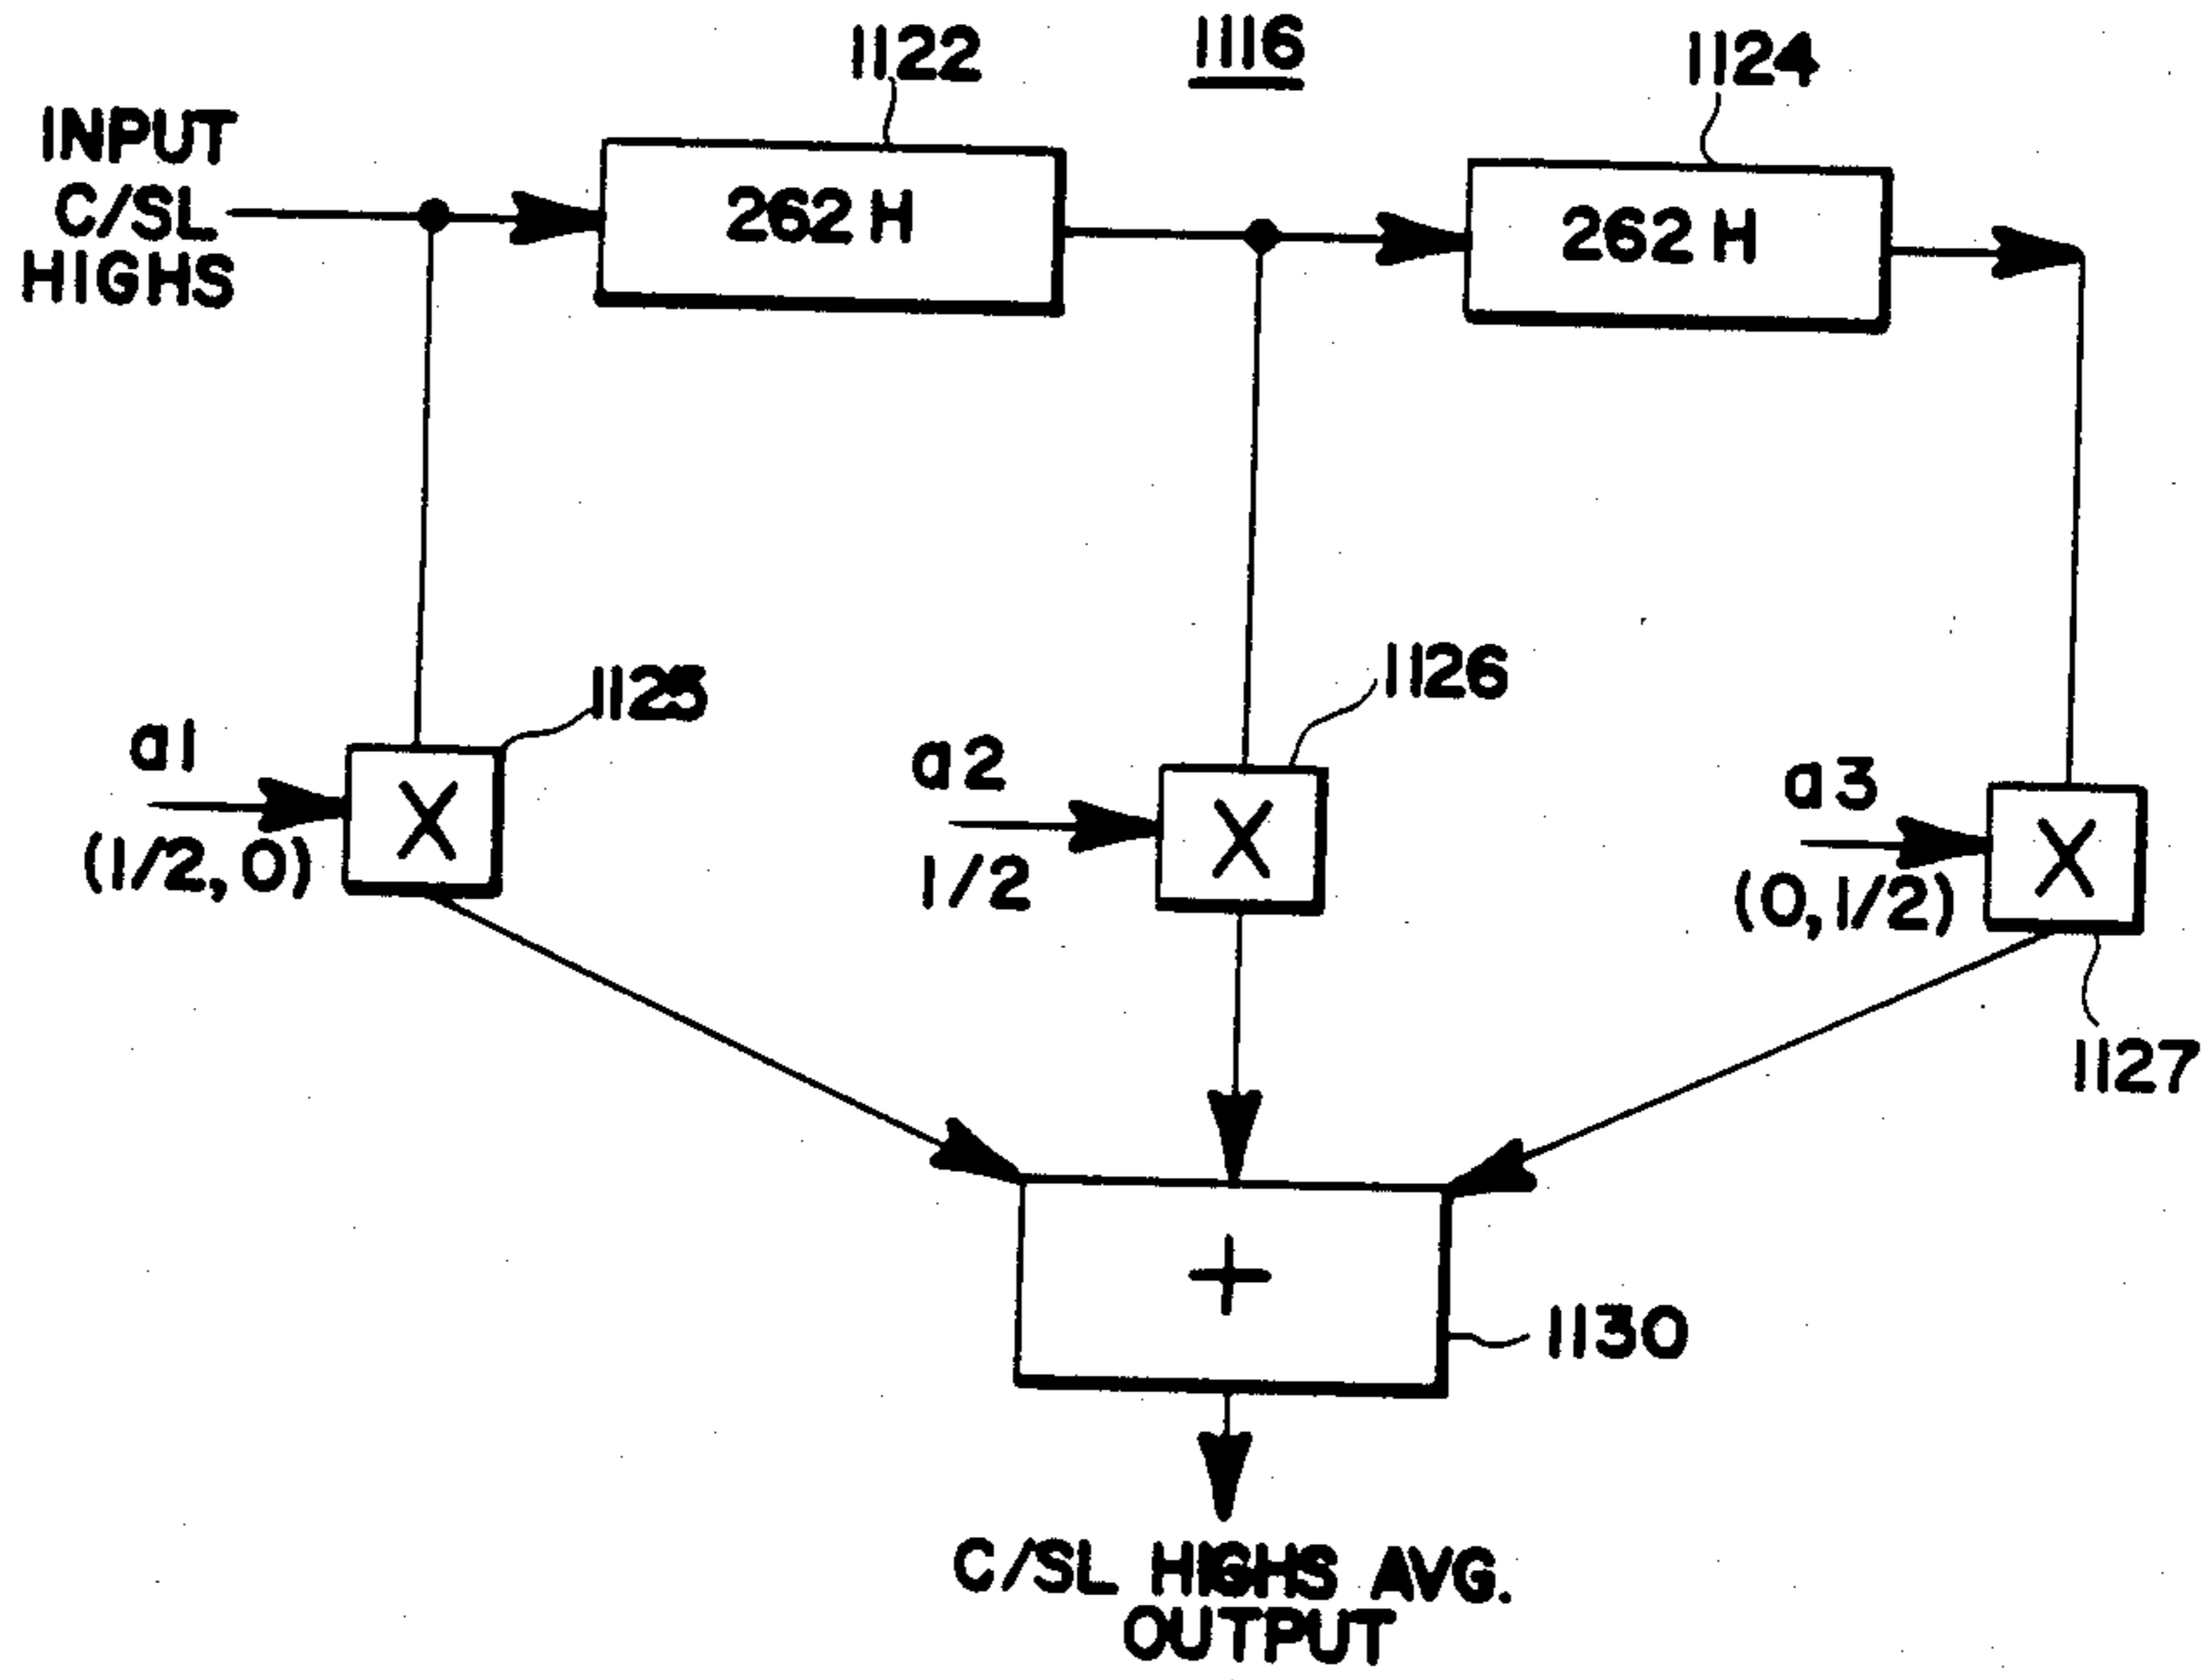 1122
1116
1124
INPUT
C/SL
HIGHS
262 H
262 H
1125
1126
a1
(1/2, 0)
X
a2
1/2
X
a3
(0, 1/2)
X
1127
+
1130
C/SL HIGHS AVG.
OUTPUT